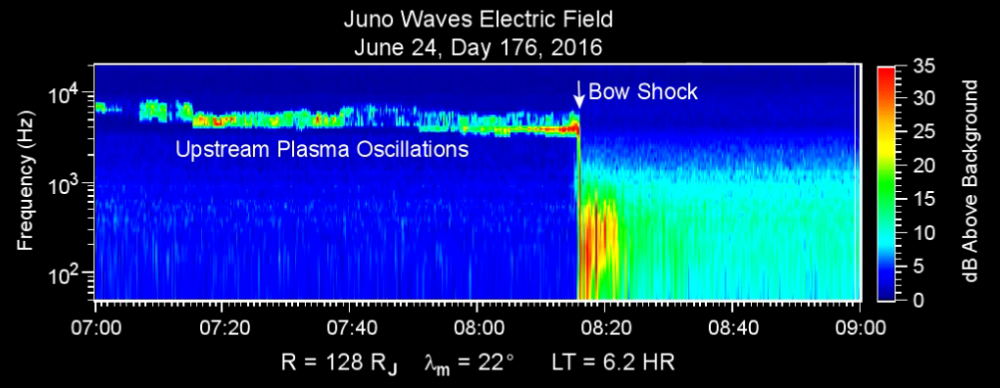 Juno Waves Electric Field
June 24, Day 176, 2016
Frequency (Hz)
10⁴
10³
10²
Bow Shock
Upstream Plasma Oscillations
35
30
25
20
15
10
5
0
dB Above Background
07:00 07:20 07:40 08:00 08:20 08:40 09:00
R = 128 R_J λ_m = 22° LT = 6.2 HR